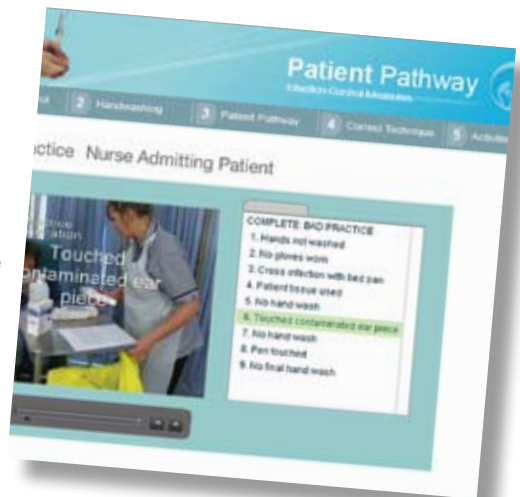 Patient Pathway
Infection Control Measures
2 Handwashing 3 Patient Pathway 4 Correct Technique 5
Nurse Admitting Patient
Touched
ear
piece
COMPLETE BAD PRACTICE
1. Hands not washed
2. No gloves worn
3. Cross infection with bed pan
4. Patient tissue used
5. No hand wash
6. Touched contaminated ear piece
7. No hand wash
8. Pen touched
9. No final hand wash